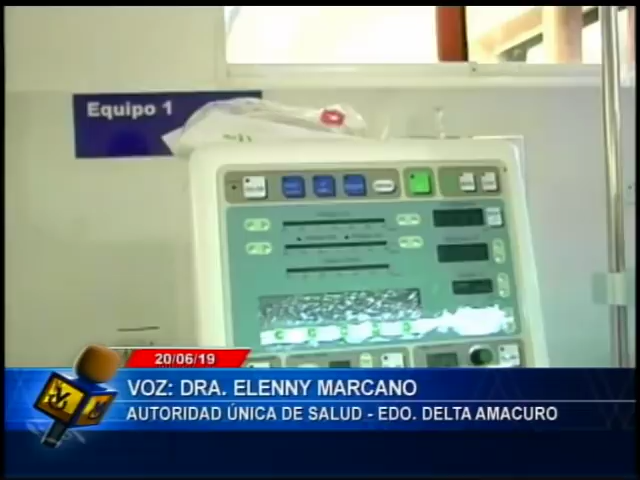 Equipo 1
20/06/19
VOZ: DRA. ELENNY MARCANO
AUTORIDAD ÚNICA DE SALUD - EDO. DELTA AMACURO